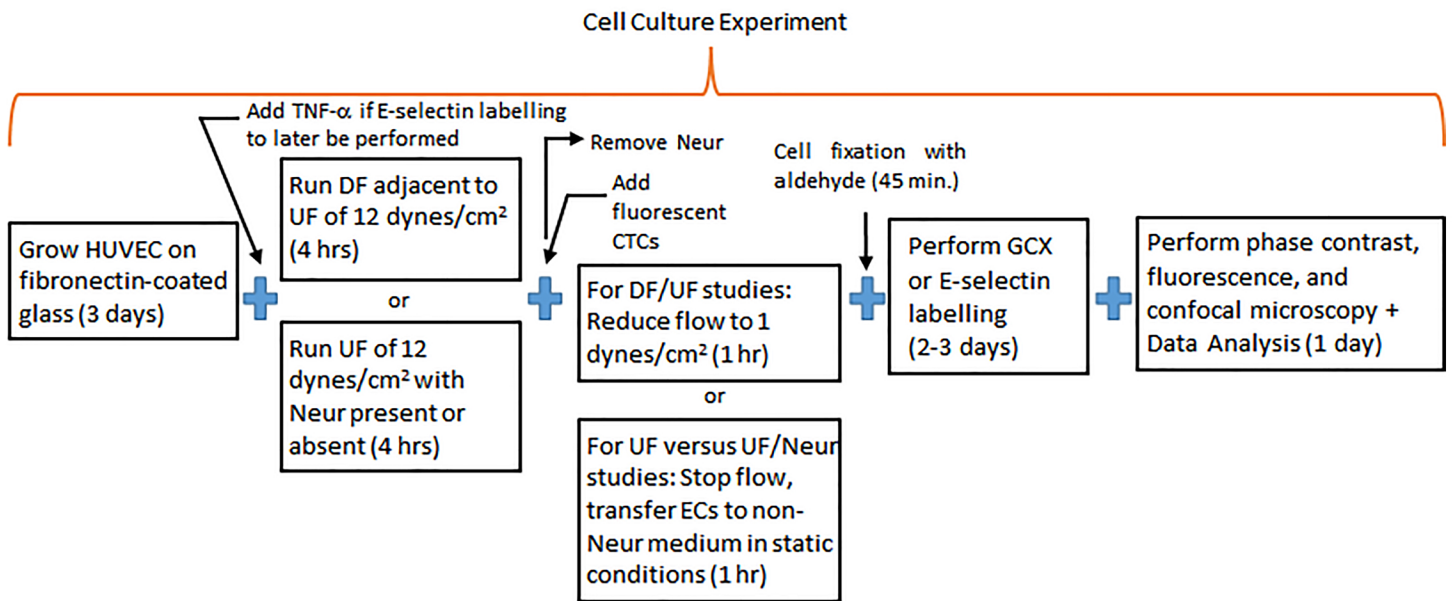 Cell Culture Experiment
Add TNF-α if E-selectin labelling
to later be performed
Remove Neur
Cell fixation with
aldehyde (45 min.)
Add
fluorescent
CTCs
Grow HUVEC on
fibronectin-coated
glass (3 days)
Run DF adjacent to
UF of 12 dynes/cm²
(4 hrs)
or
Run UF of 12
dynes/cm² with
Neur present or
absent (4 hrs)
For DF/UF studies:
Reduce flow to 1
dynes/cm² (1 hr)
or
For UF versus UF/Neur
studies: Stop flow,
transfer ECs to non-
Neur medium in static
conditions (1 hr)
Perform GCX
or E-selectin
labelling
(2-3 days)
Perform phase contrast,
fluorescence, and
confocal microscopy +
Data Analysis (1 day)